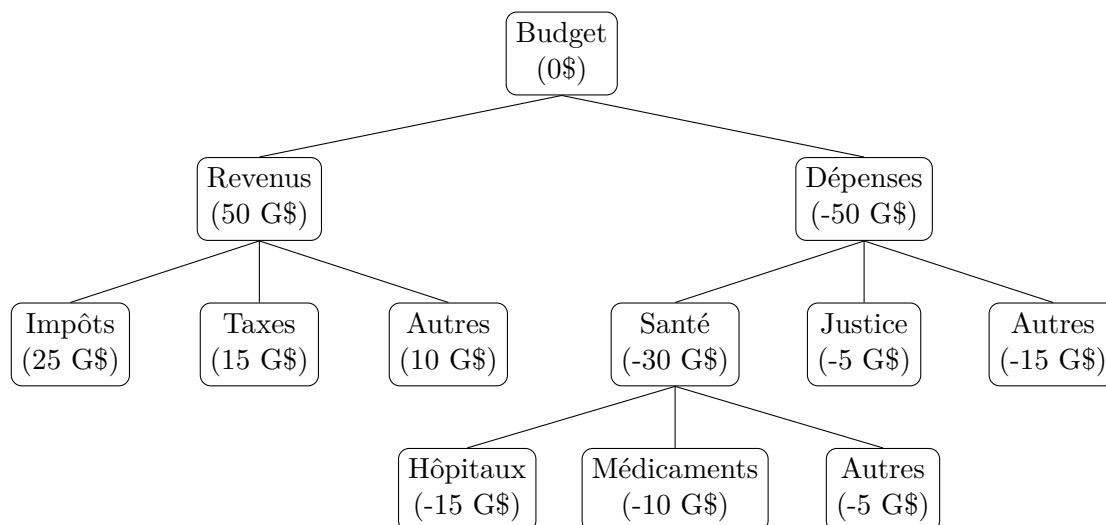 Budget
(0$)
Revenus
(50 G$)
Dépenses
(-50 G$)
Impôts
(25 G$)
Taxes
(15 G$)
Autres
(10 G$)
Santé
(-30 G$)
Justice
(-5 G$)
Autres
(-15 G$)
Hôpitaux
(-15 G$)
Médicaments
(-10 G$)
Autres
(-5 G$)